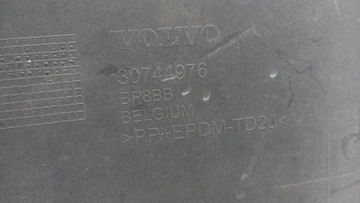 VOLVO
30744976
BP8BB
BELGIUM
>PP+EPDM-TD20<